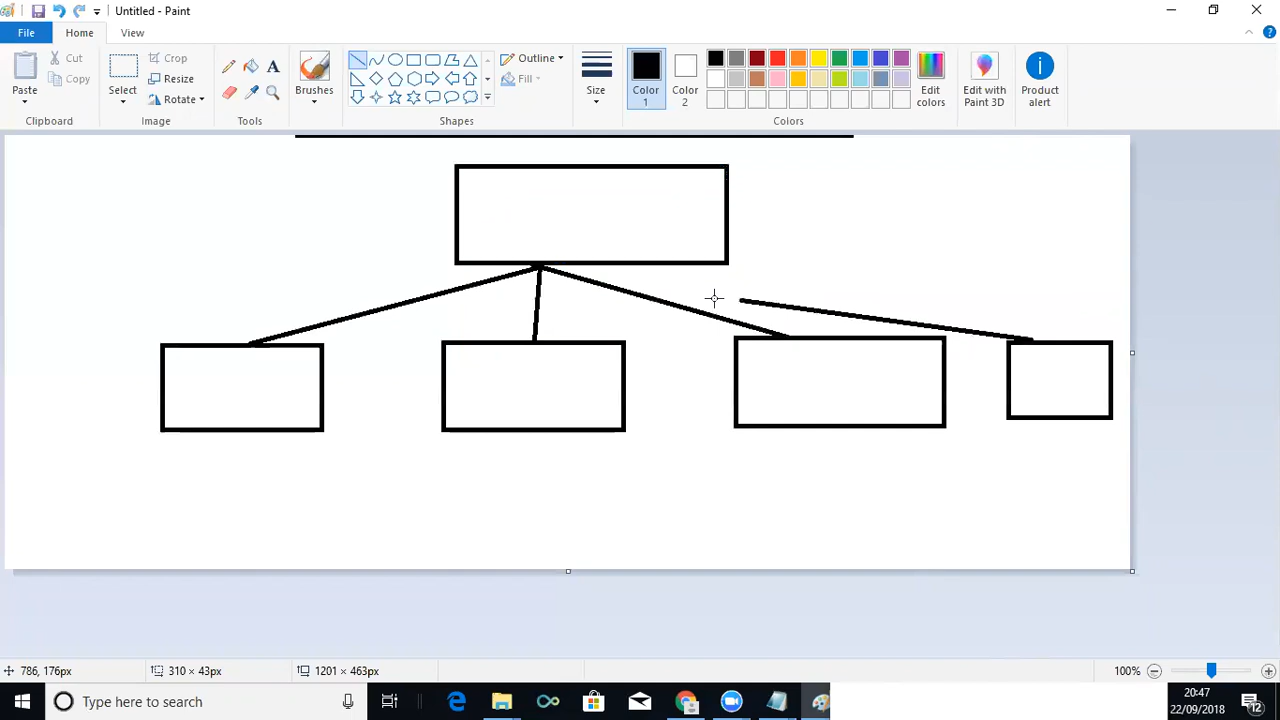 Untitled - Paint
File
Home
View
Paste
Cut
Copy
Clipboard
Select
Crop
Resize
Rotate
Image
Tools
Brushes
Shapes
Outline
Fill
Size
Color 1
Color 2
Edit colors
Colors
Edit with Paint 3D
Product alert
786, 176px
310 × 43px
1201 × 463px
100%
Type here to search
20:47
22/09/2018
12